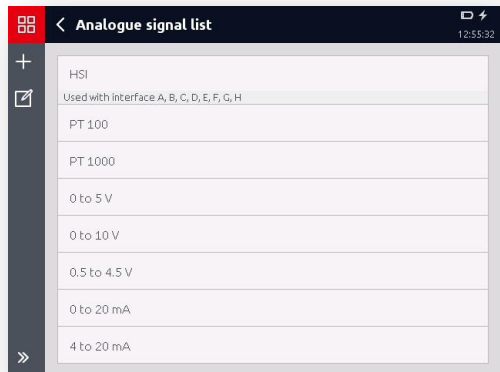 Analogue signal list
12:55:32
HSI
Used with interface A, B, C, D, E, F, G, H
PT 100
PT 1000
0 to 5 V
0 to 10 V
0.5 to 4.5 V
0 to 20 mA
4 to 20 mA